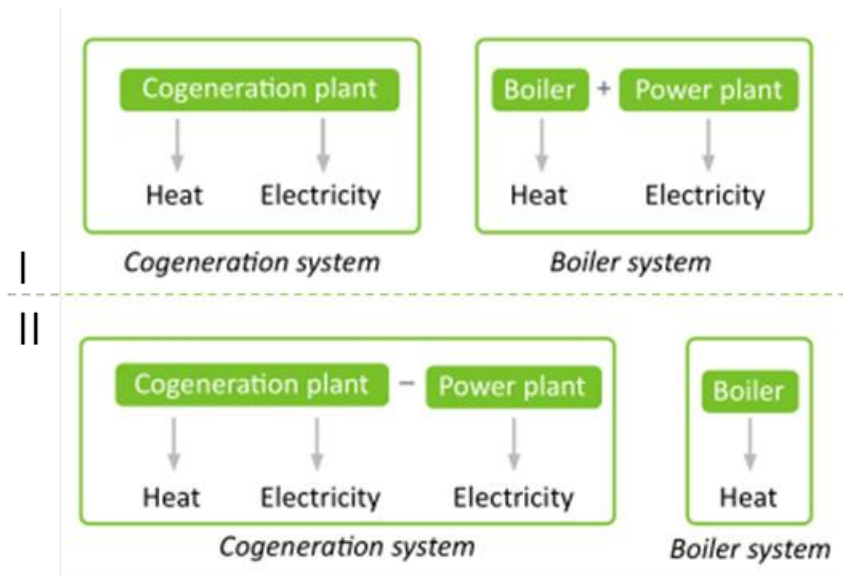 Cogeneration plant
Boiler + Power plant
Heat Electricity
Heat Electricity
Cogeneration system
Boiler system
I
II
Cogeneration plant – Power plant
Boiler
Heat Electricity Electricity
Heat
Cogeneration system
Boiler system